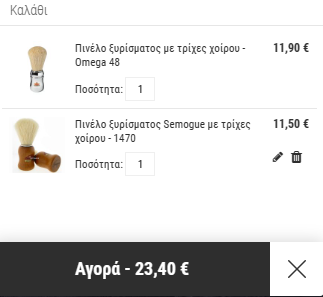 Καλάθι
Πινέλο ξυρίσματος με τρίχες χοίρου - 11,90 €
Omega 48
Ποσότητα: 1
Πινέλο ξυρίσματος Semogue με τρίχες 11,50 €
χοίρου - 1470
Ποσότητα: 1
Αγορά - 23,40 €